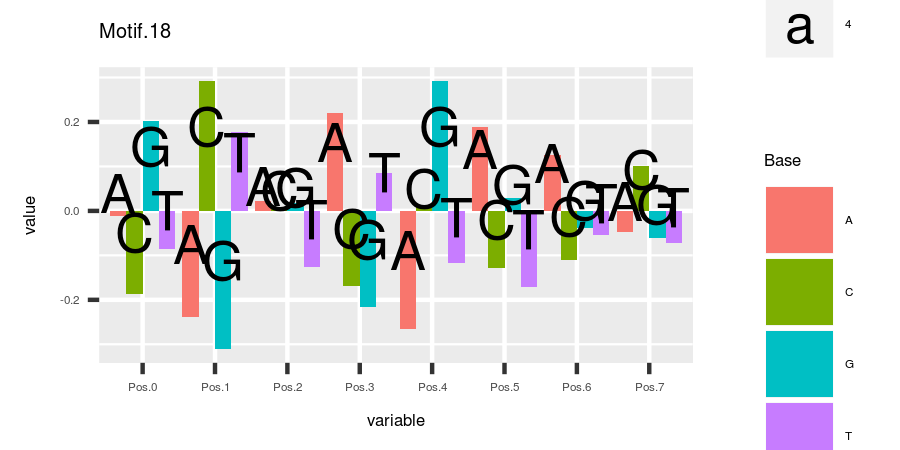 Motif.18
a 4
value
0.2
0.0
-0.2
A C G T A C G T A C G T A C G T A C G T A C G T A C G T A C G T
Pos.0 Pos.1 Pos.2 Pos.3 Pos.4 Pos.5 Pos.6 Pos.7
variable
Base
A
C
G
T